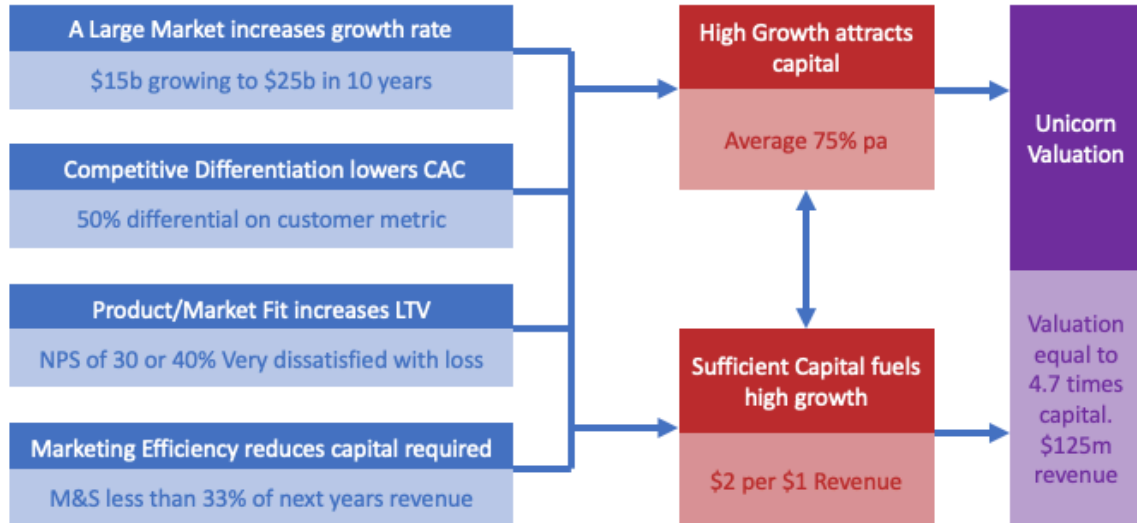 A Large Market increases growth rate
$15b growing to $25b in 10 years
Competitive Differentiation lowers CAC
50% differential on customer metric
Product/Market Fit increases LTV
NPS of 30 or 40% Very dissatisfied with loss
Marketing Efficiency reduces capital required
M&S less than 33% of next years revenue
High Growth attracts
capital
Average 75% pa
Sufficient Capital fuels
high growth
$2 per $1 Revenue
Unicorn
Valuation
Valuation
equal to
4.7 times
capital.
$125m
revenue